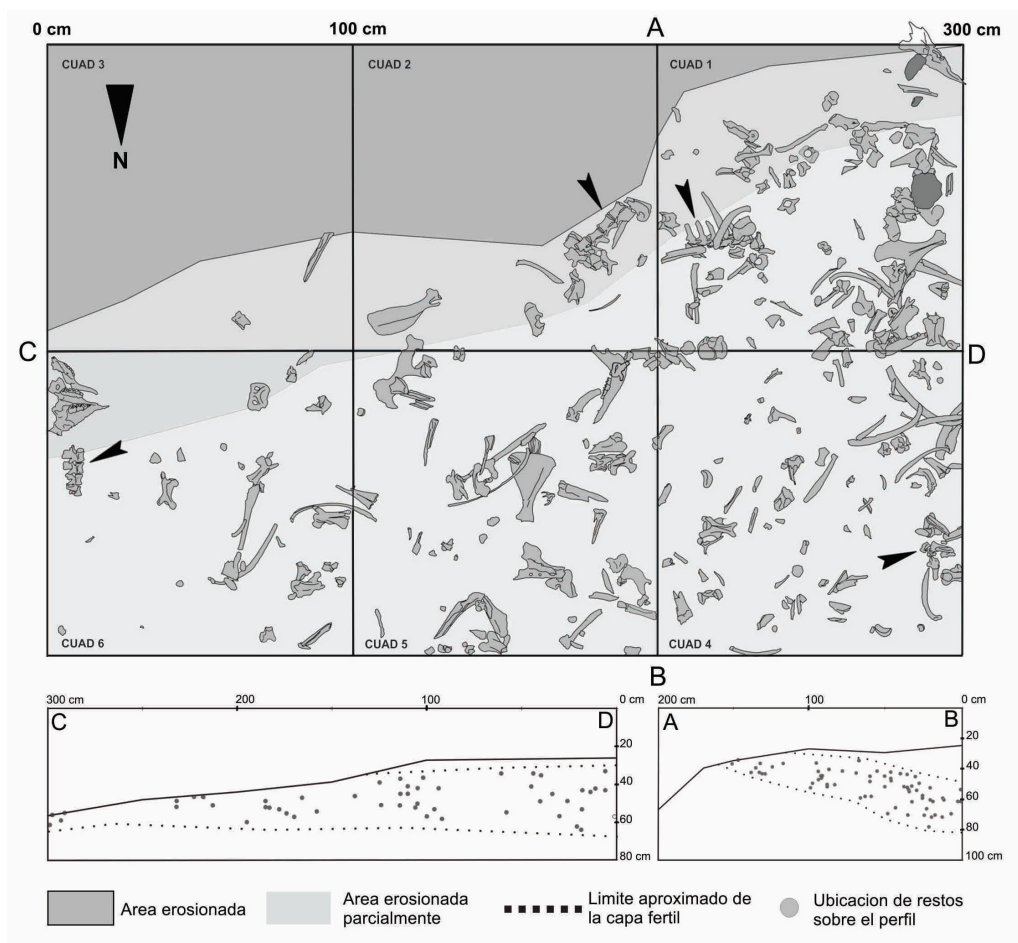 0 cm 100 cm A 300 cm
CUAD 3 CUAD 2 CUAD 1
N
C D
CUAD 6 CUAD 5 CUAD 4
B
300 cm 200 100 0 cm 200 cm 100 0 cm
C D A B
20 20
40 40
60 60
80
80 cm 100 cm
Area erosionada
Area erosionada
parcialmente
Limite aproximado de
la capa fertil
Ubicacion de restos
sobre el perfil